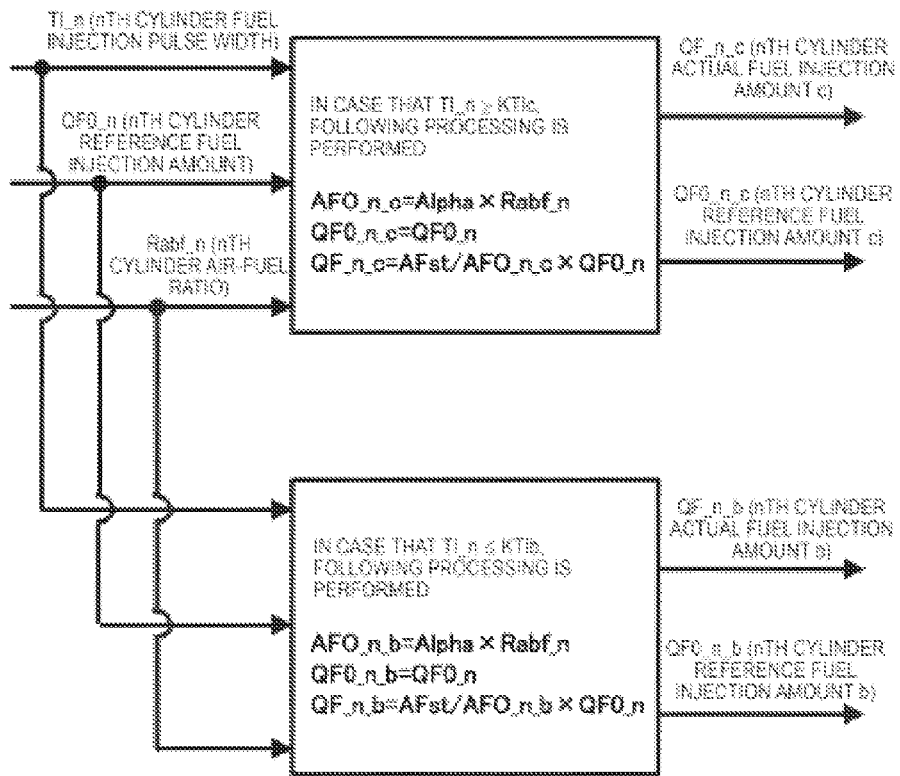 TI_n (nTH CYLINDER FUEL
INJECTION PULSE WIDTH)
QF0_n (nTH CYLINDER
REFERENCE FUEL
INJECTION AMOUNT)
Rabf_n (nTH
CYLINDER AIR-FUEL
RATIO)
IN CASE THAT TI_n ≥ KTIc,
FOLLOWING PROCESSING IS
PERFORMED
AFO_n_c=Alpha × Rabf_n
QF0_n_c=QF0_n
QF_n_c=AFst/AFO_n_c × QF0_n
QF_n_c (nTH CYLINDER
ACTUAL FUEL INJECTION
AMOUNT c)
QF0_n_c (nTH CYLINDER
REFERENCE FUEL
INJECTION AMOUNT c)
IN CASE THAT TI_n ≤ KTIb,
FOLLOWING PROCESSING IS
PERFORMED
AFO_n_b=Alpha × Rabf_n
QF0_n_b=QF0_n
QF_n_b=AFst/AFO_n_b × QF0_n
QF_n_b (nTH CYLINDER
ACTUAL FUEL INJECTION
AMOUNT b)
QF0_n_b (nTH CYLINDER
REFERENCE FUEL
INJECTION AMOUNT b)